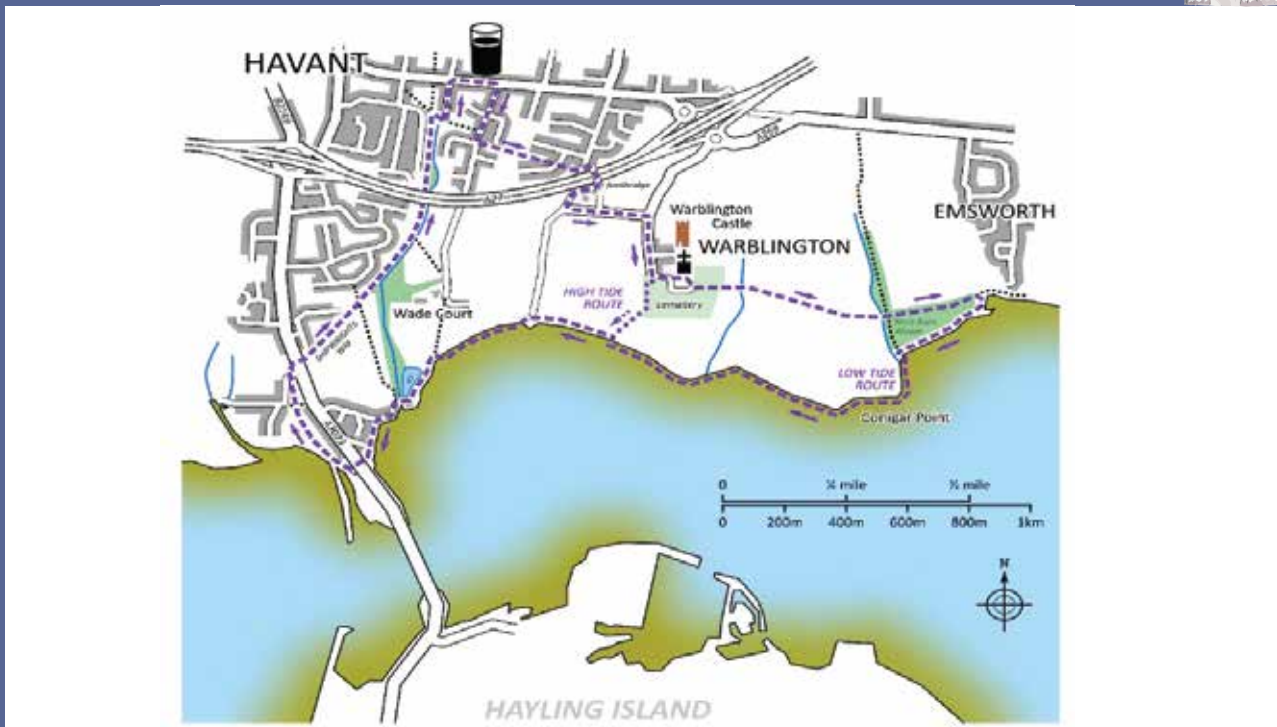 HAVANT
EMSWORTH
footbridge
Warblington
Castle
WARBLINGTON
HIGH TIDE
ROUTE
cemetery
Wade Court
A27
LOW TIDE
ROUTE
Conigar Point
0
¼ mile
½ mile
0
200m
400m
600m
800m
1km
N
HAYLING ISLAND